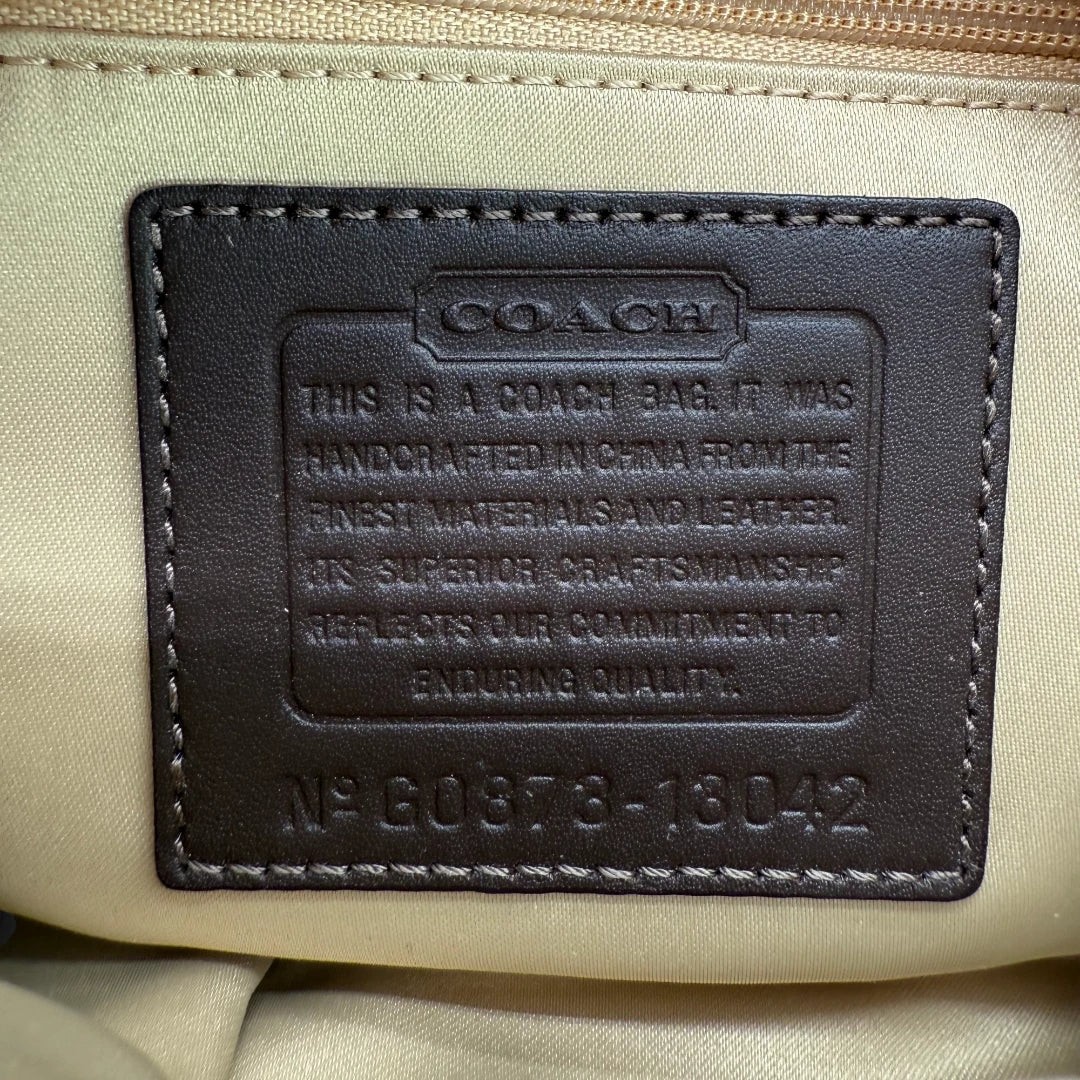 COACH
THIS IS A COACH BAG. IT WAS
HANDCRAFTED IN CHINA FROM THE
FINEST MATERIALS AND LEATHER.
ITS SUPERIOR CRAFTSMANSHIP
REFLECTS OUR COMMITMENT TO
ENDURING QUALITY.
Nº G0873-13042